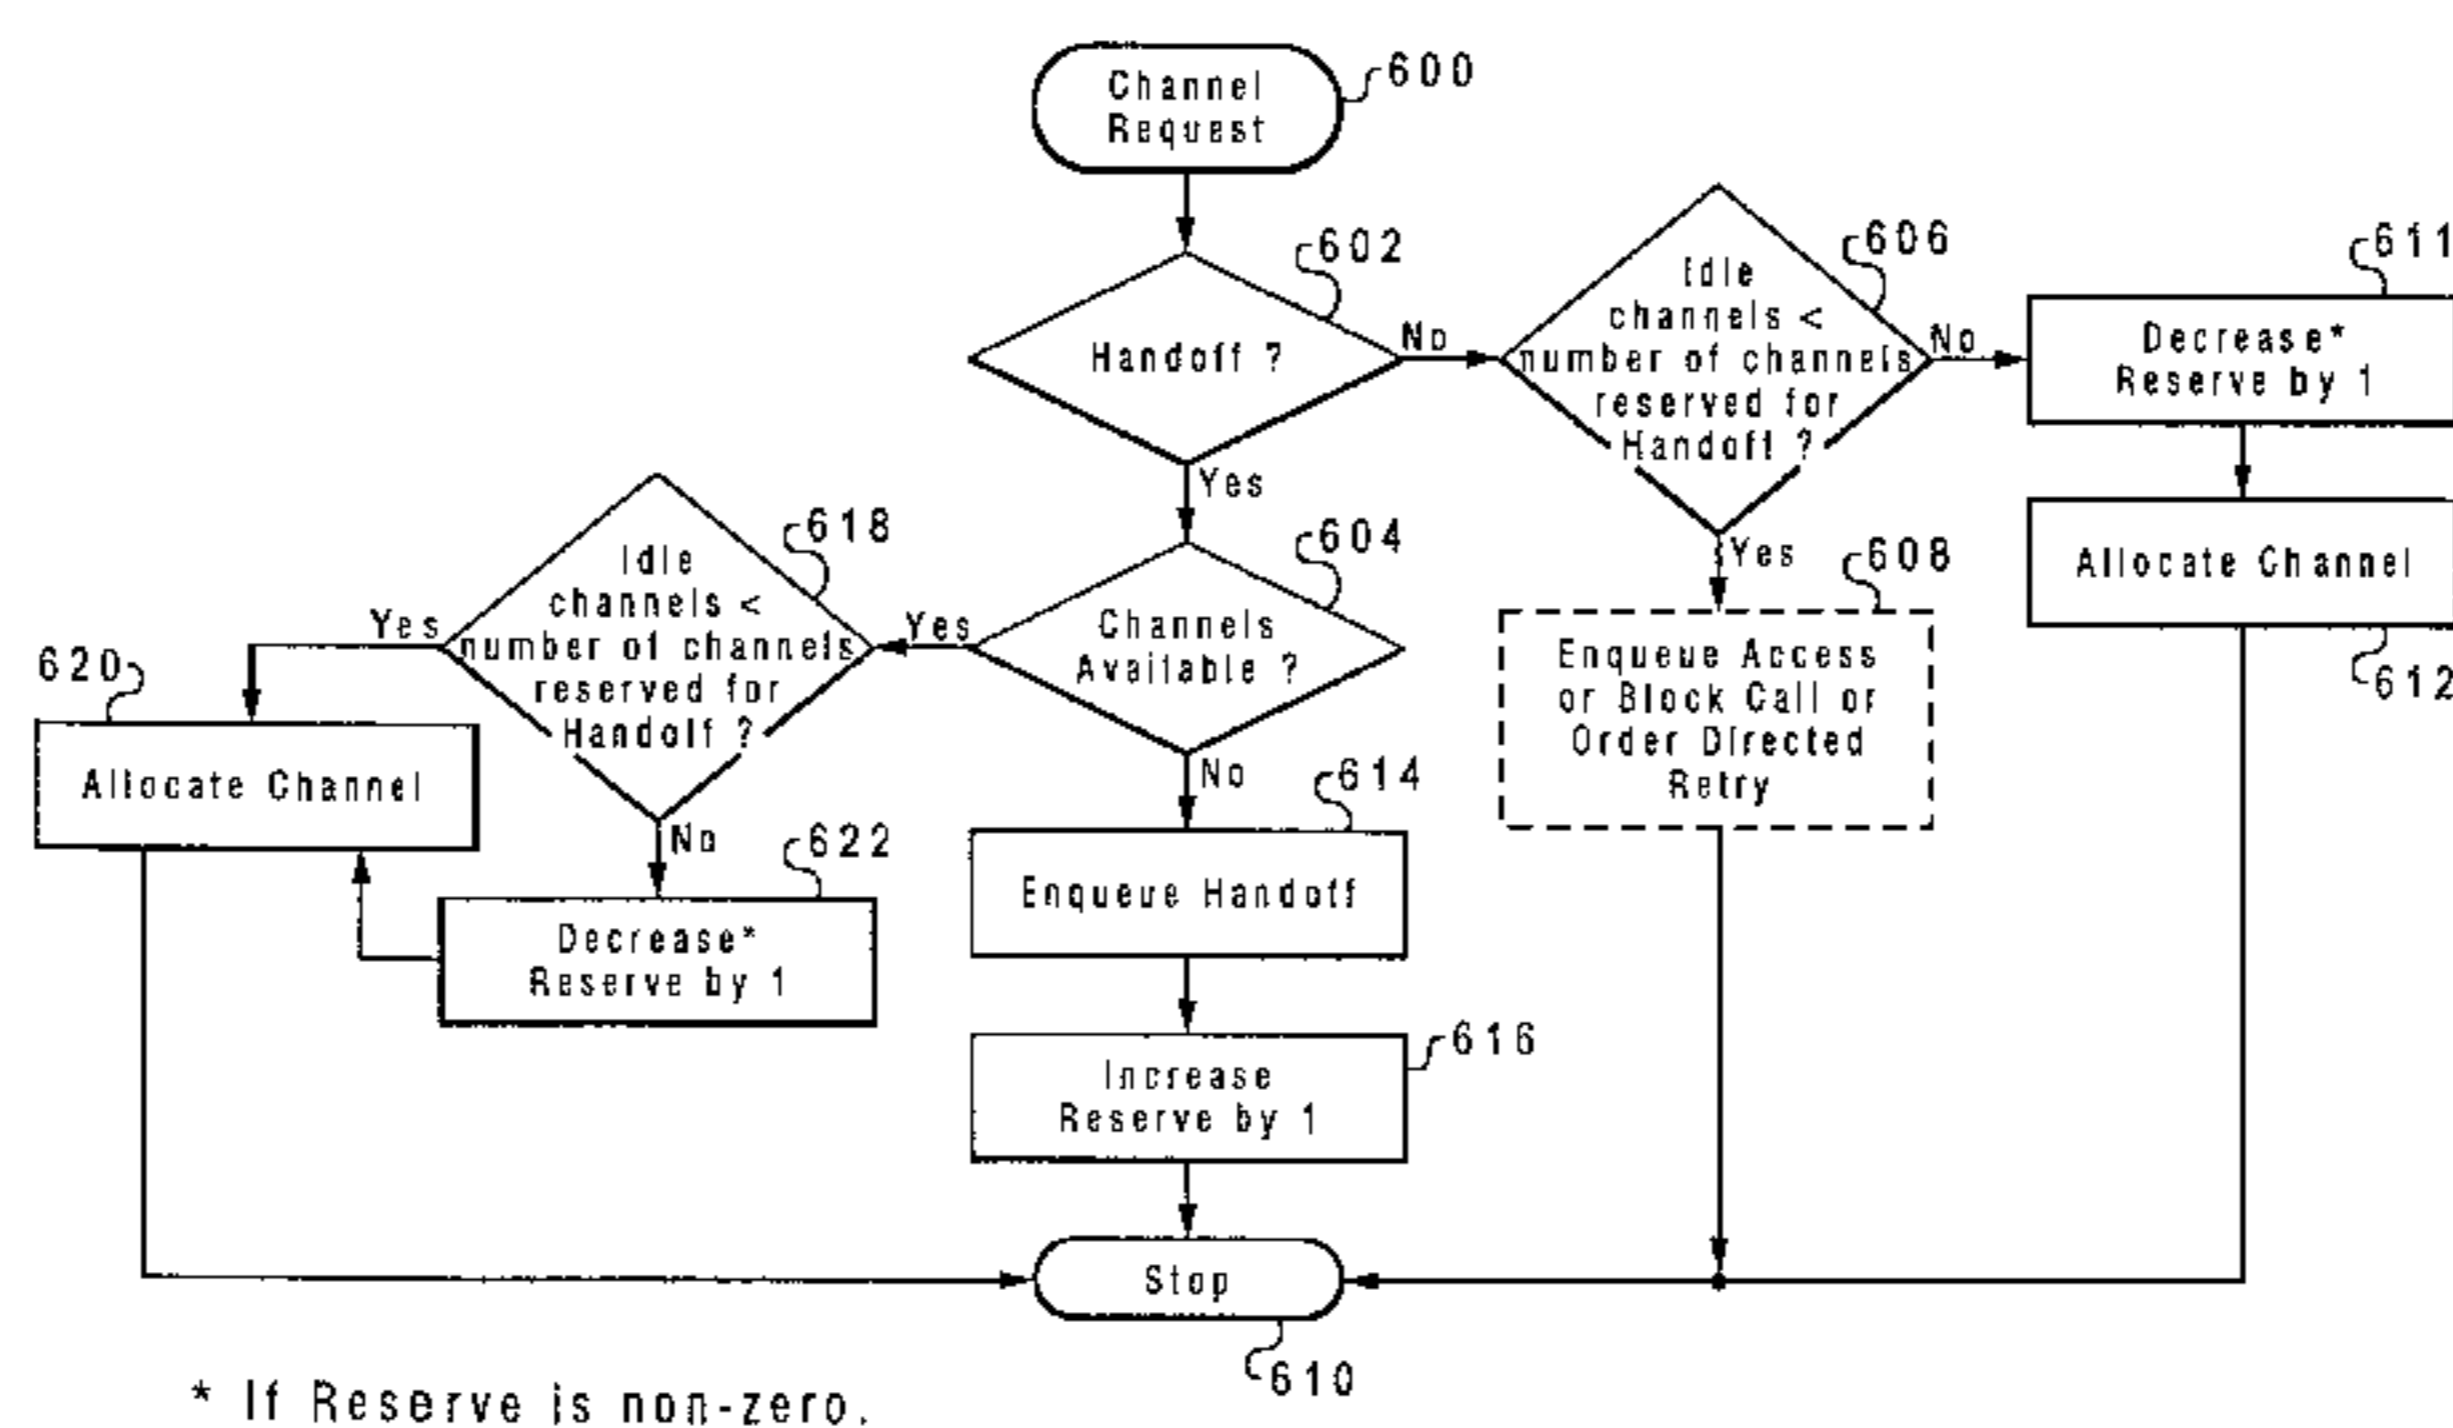 Channel
Request
600
Handoff ?
602
No
Yes
Idle
channels <
number of channels
reserved for
Handoff ?
606
No
Yes
Decrease*
Reserve by 1
611
Allocate Channel
612
Enqueue Access
or Block Call or
Order Directed
Retry
608
Channels
Available ?
604
Yes
No
Idle
channels <
number of channels
reserved for
Handoff ?
618
Yes
No
Allocate Channel
620
Decrease*
Reserve by 1
622
Enqueue Handoff
614
Increase
Reserve by 1
616
Stop
610
* If Reserve is non-zero.